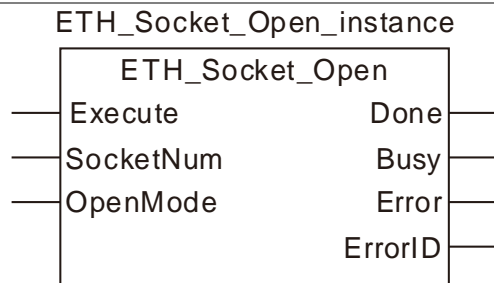 ETH_Socket_Open_instance
ETH_Socket_Open
Execute Done
SocketNum Busy
OpenMode Error
ErrorID